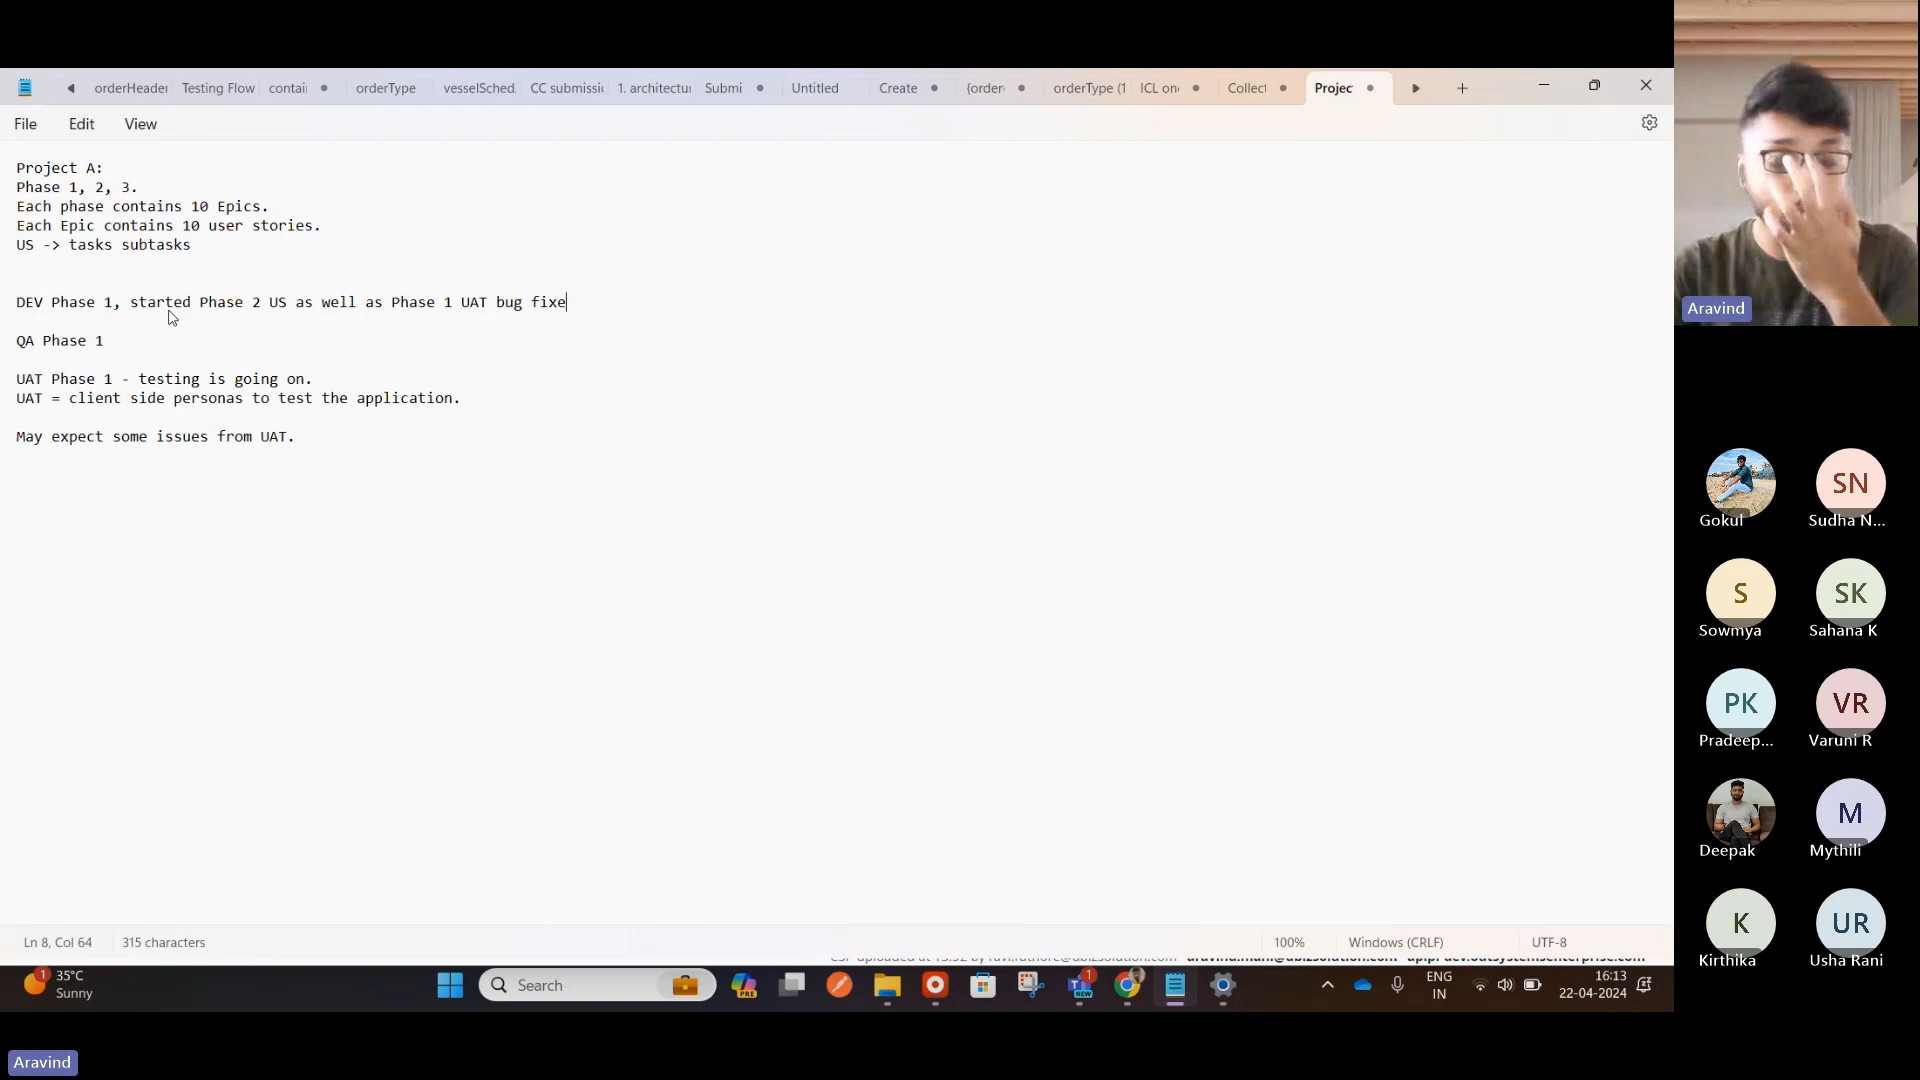 orderHeader Testing Flow contai orderType vesselSched CC submissi 1. architectu Submi Untitled Create (order orderType (1 ICL on Collect Projec
File Edit View
Project A:
Phase 1, 2, 3.
Each phase contains 10 Epics.
Each Epic contains 10 user stories.
US -> tasks subtasks
DEV Phase 1, started Phase 2 US as well as Phase 1 UAT bug fixe
QA Phase 1
UAT Phase 1 - testing is going on.
UAT = client side personas to test the application.
May expect some issues from UAT.
Ln 8, Col 64 315 characters 100% Windows (CRLF) UTF-8
1
35°C
Sunny
Search
PRE
NEW
1
ENG
IN
16:13
22-04-2024
Aravind
Aravind
Gokul
SN
Sudha N...
S
Sowmya
SK
Sahana K
PK
Pradeep...
VR
Varuni R
Deepak
M
Mythili
K
Kirthika
UR
Usha Rani